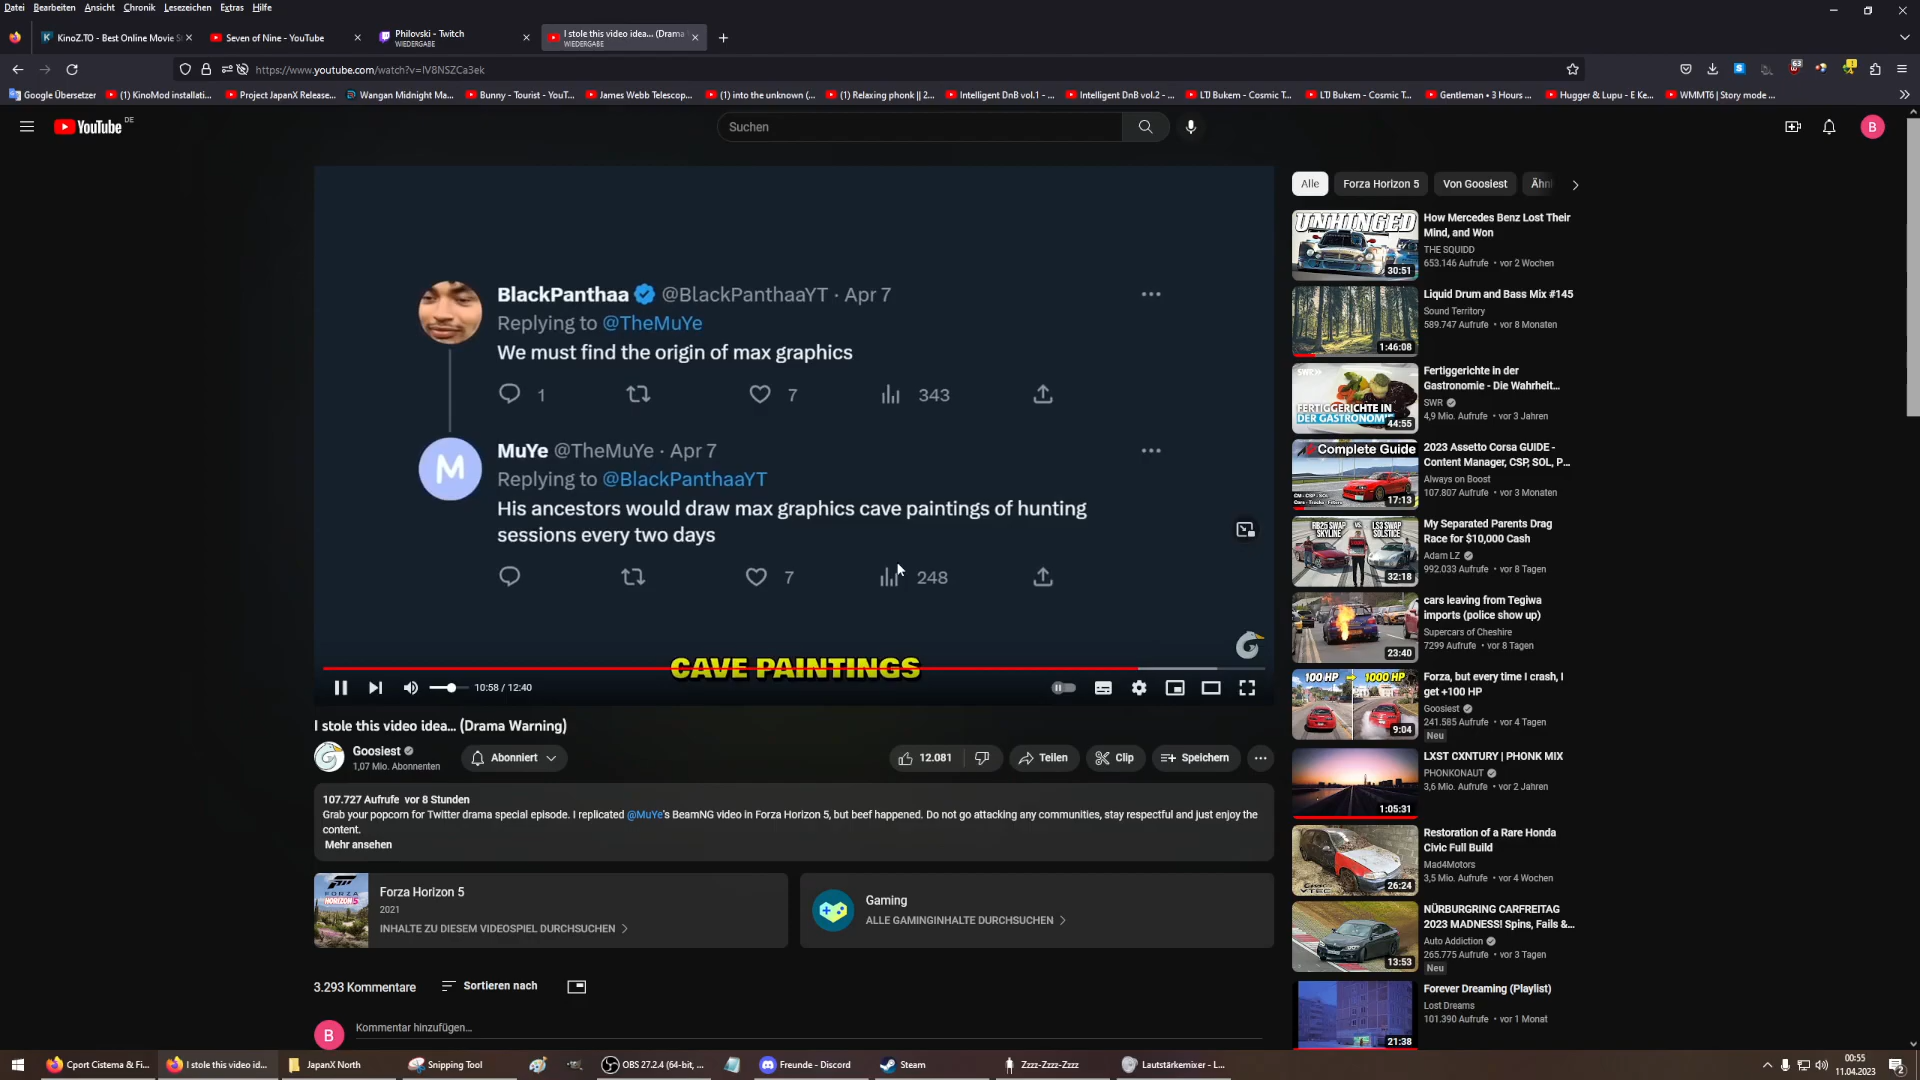 Datei Bearbeiten Ansicht Chronik Lesezeichen Extras Hilfe
KinoZ.TO - Best Online Movie S
Seven of Nine - YouTube
Philovski - Twitch
WIEDERGABE
I stole this video idea... (Drama
WIEDERGABE
https://www.youtube.com/watch?v=lV8NSZCa3ek
63
Google Übersetzer
(1) KinoMod installati...
Project JapanX Release...
Wangan Midnight Ma...
Bunny - Tourist - YouT...
James Webb Telescop...
(1) into the unknown (...
(1) Relaxing phonk || 2...
Intelligent DnB vol.1 - ...
Intelligent DnB vol.2 - ...
LTJ Bukem - Cosmic T...
LTJ Bukem - Cosmic T...
Gentleman • 3 Hours ...
Hugger & Lupu - E Ke...
WMMT6 | Story mode ...
YouTube DE
Suchen
B
BlackPanthaa @BlackPanthaaYT · Apr 7
Replying to @TheMuYe
We must find the origin of max graphics
1 7 343
M
MuYe @TheMuYe · Apr 7
Replying to @BlackPanthaaYT
His ancestors would draw max graphics cave paintings of hunting
sessions every two days
7 248
CAVE PAINTINGS
10:58 / 12:40
I stole this video idea... (Drama Warning)
Goosiest
1,07 Mio. Abonnenten
Abonniert
12.081
Teilen
Clip
Speichern
107.727 Aufrufe vor 8 Stunden
Grab your popcorn for Twitter drama special episode. I replicated @MuYe's BeamNG video in Forza Horizon 5, but beef happened. Do not go attacking any communities, stay respectful and just enjoy the
content.
Mehr ansehen
FORZA
HORIZON 5
Forza Horizon 5
2021
INHALTE ZU DIESEM VIDEOSPIEL DURCHSUCHEN
Gaming
ALLE GAMINGINHALTE DURCHSUCHEN
3.293 Kommentare
Sortieren nach
B
Kommentar hinzufügen...
Alle
Forza Horizon 5
Von Goosiest
Ähnl
UNHINGED
30:51
How Mercedes Benz Lost Their
Mind, and Won
THE SQUIDD
653.146 Aufrufe • vor 2 Wochen
1:46:08
Liquid Drum and Bass Mix #145
Sound Territory
589.747 Aufrufe • vor 8 Monaten
SWR
FERTIGGERICHTE IN
DER GASTRONOMIE
44:55
Fertiggerichte in der
Gastronomie - Die Wahrheit...
SWR
4,9 Mio. Aufrufe • vor 3 Jahren
Complete Guide
17:13
2023 Assetto Corsa GUIDE -
Content Manager, CSP, SOL, P...
Always on Boost
107.807 Aufrufe • vor 3 Monaten
RB25 SWAP
SKYLINE
VS.
LS3 SWAP
SOLSTICE
32:18
My Separated Parents Drag
Race for $10,000 Cash
Adam LZ
992.033 Aufrufe • vor 8 Tagen
23:40
cars leaving from Tegiwa
imports (police show up)
Supercars of Cheshire
7299 Aufrufe • vor 8 Tagen
100 HP
1000 HP
9:04
Forza, but every time I crash, I
get +100 HP
Goosiest
241.585 Aufrufe • vor 4 Tagen
Neu
1:05:31
LXST CXNTURY | PHONK MIX
PHONKONAUT
3,6 Mio. Aufrufe • vor 2 Jahren
CIVIC
VTEC
26:24
Restoration of a Rare Honda
Civic Full Build
Mad4Motors
3,5 Mio. Aufrufe • vor 4 Wochen
13:53
NÜRBURGRING CARFREITAG
2023 MADNESS! Spins, Fails &...
Auto Addiction
265.775 Aufrufe • vor 3 Tagen
Neu
21:38
Forever Dreaming (Playlist)
Lost Dreams
101.390 Aufrufe • vor 1 Monat
Cport Cistema & Fi...
I stole this video id...
JapanX North
Snipping Tool
OBS 27.2.4 (64-bit, ...
Freunde - Discord
Steam
Zzzz-Zzzz-Zzzz
Lautstärkemixer - L...
00:55
11.04.2023
2